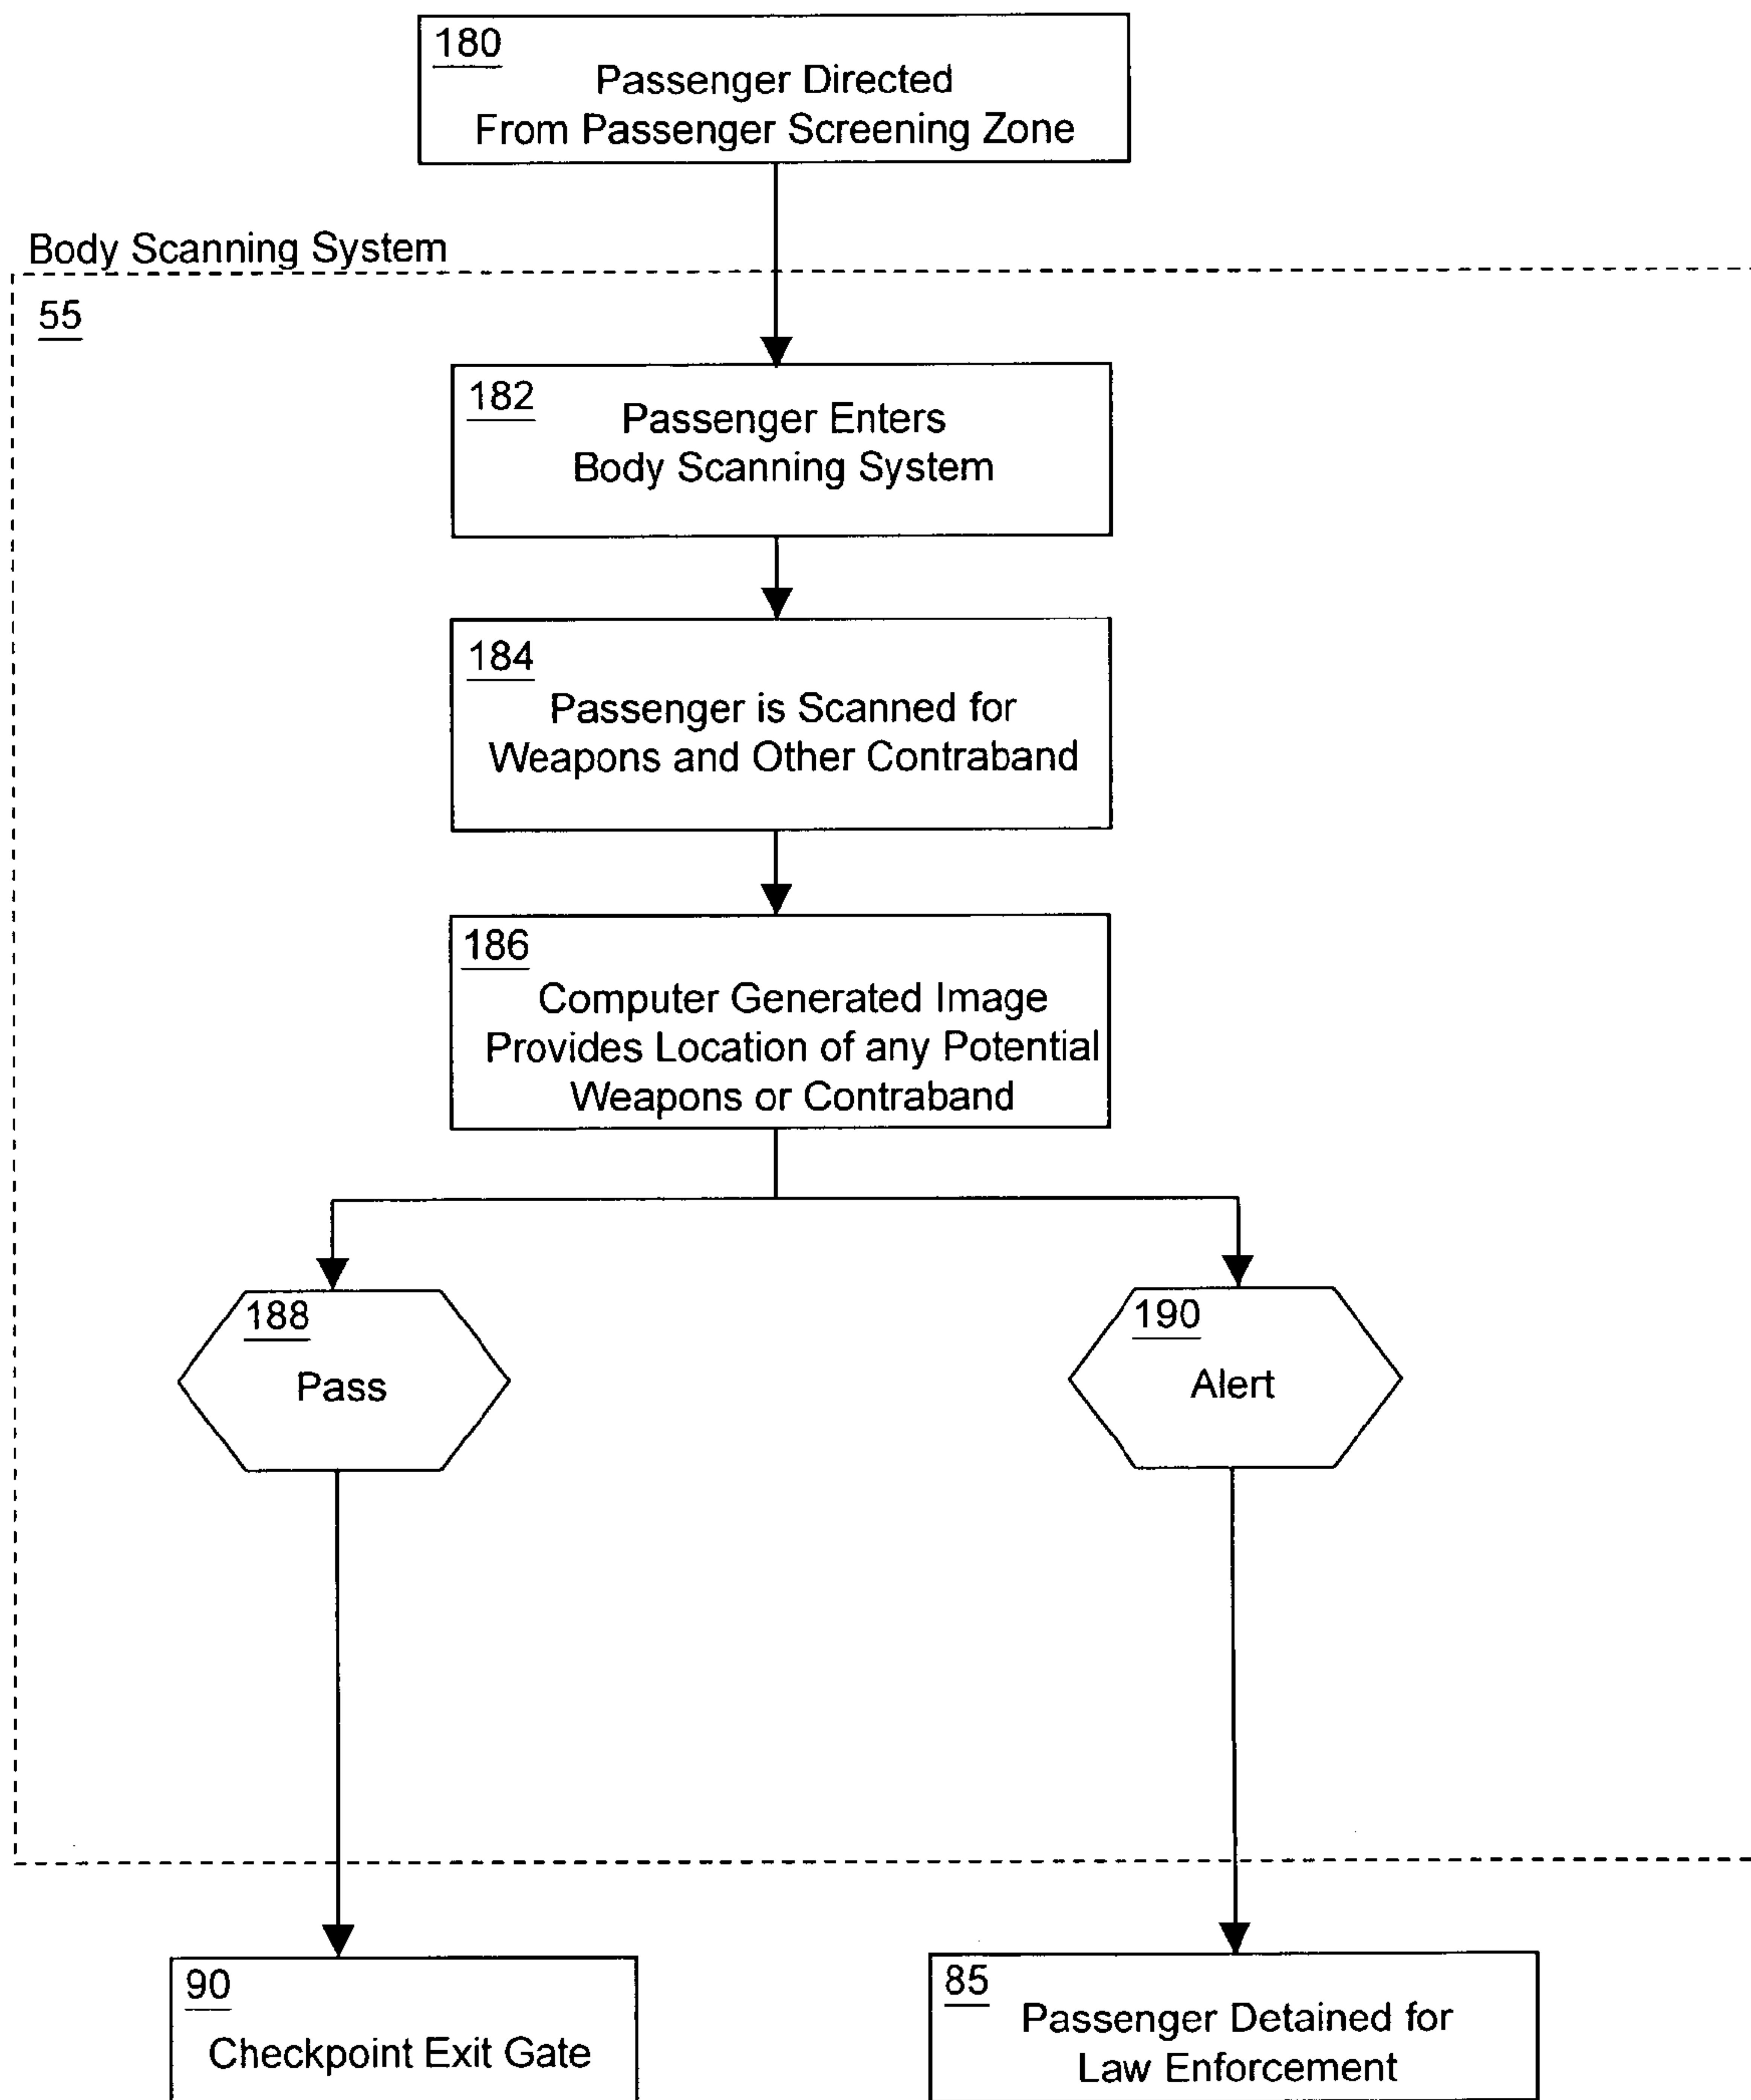 180
Passenger Directed
From Passenger Screening Zone
Body Scanning System
55
182
Passenger Enters
Body Scanning System
184
Passenger is Scanned for
Weapons and Other Contraband
186
Computer Generated Image
Provides Location of any Potential
Weapons or Contraband
188
Pass
190
Alert
90
Checkpoint Exit Gate
85
Passenger Detained for
Law Enforcement